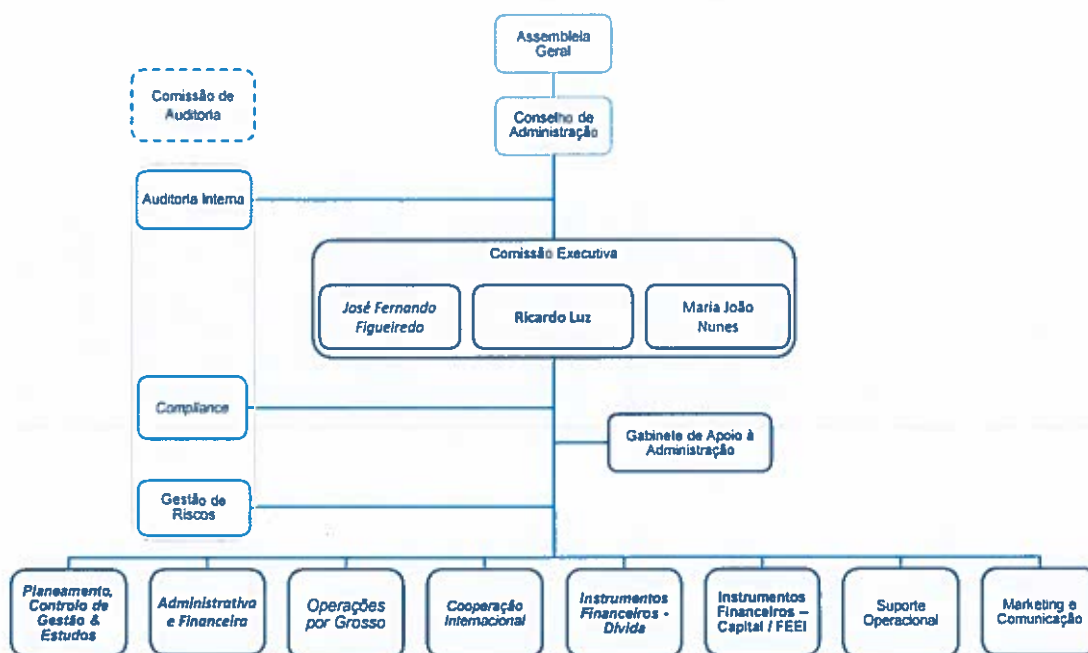 Assembleia
Geral
Comissão de
Auditoria
Conselho de
Administração
Auditoria Interna
Comissão Executiva
José Fernando
Figueiredo
Ricardo Luz
Maria João
Nunes
Compliance
Gabinete de Apoio à
Administração
Gestão de
Riscos
Planeamento,
Controlo de
Gestão &
Estudos
Administrativa
e Financeira
Operações
por Grosso
Cooperação
Internacional
Instrumentos
Financeiros -
Dívida
Instrumentos
Financeiros –
Capital / FEEI
Suporte
Operacional
Marketing e
Comunicação